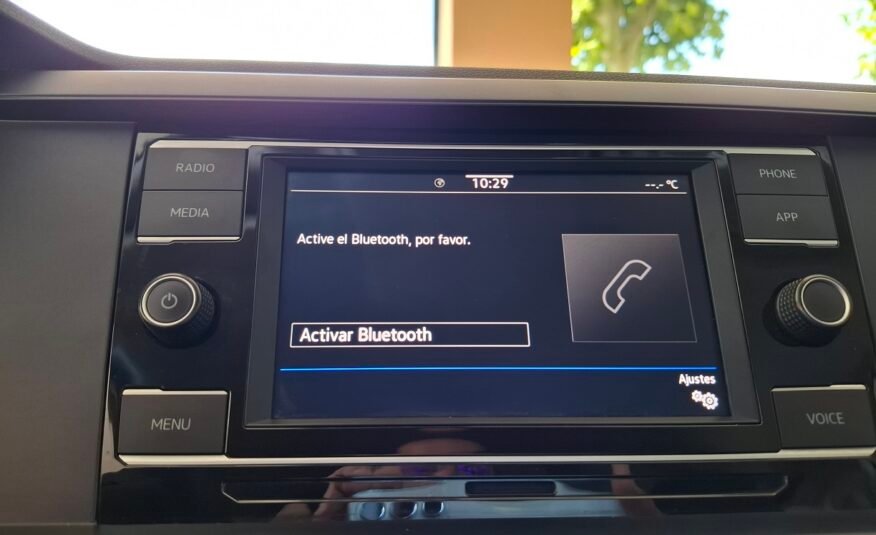 RADIO
MEDIA
MENU
10:29
--,- °C
Active el Bluetooth, por favor.
Activar Bluetooth
Ajustes
PHONE
APP
VOICE